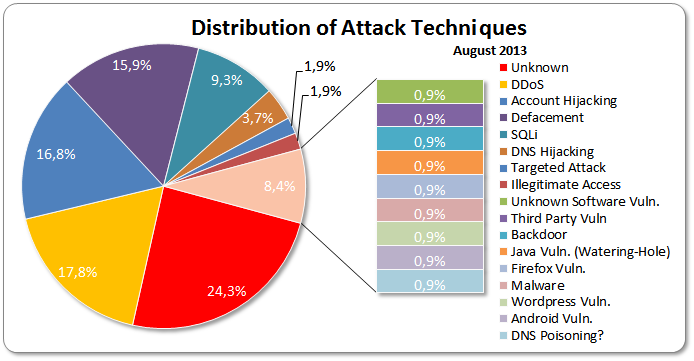 Distribution of Attack Techniques
August 2013
15,9%
9,3%
1,9%
1,9%
3,7%
16,8%
8,4%
17,8%
24,3%
0,9%
0,9%
0,9%
0,9%
0,9%
0,9%
0,9%
0,9%
0,9%
Unknown
DDoS
Account Hijacking
Defacement
SQLi
DNS Hijacking
Targeted Attack
Illegitimate Access
Unknown Software Vuln.
Third Party Vuln
Backdoor
Java Vuln. (Watering-Hole)
Firefox Vuln.
Malware
Wordpress Vuln.
Android Vuln.
DNS Poisoning?